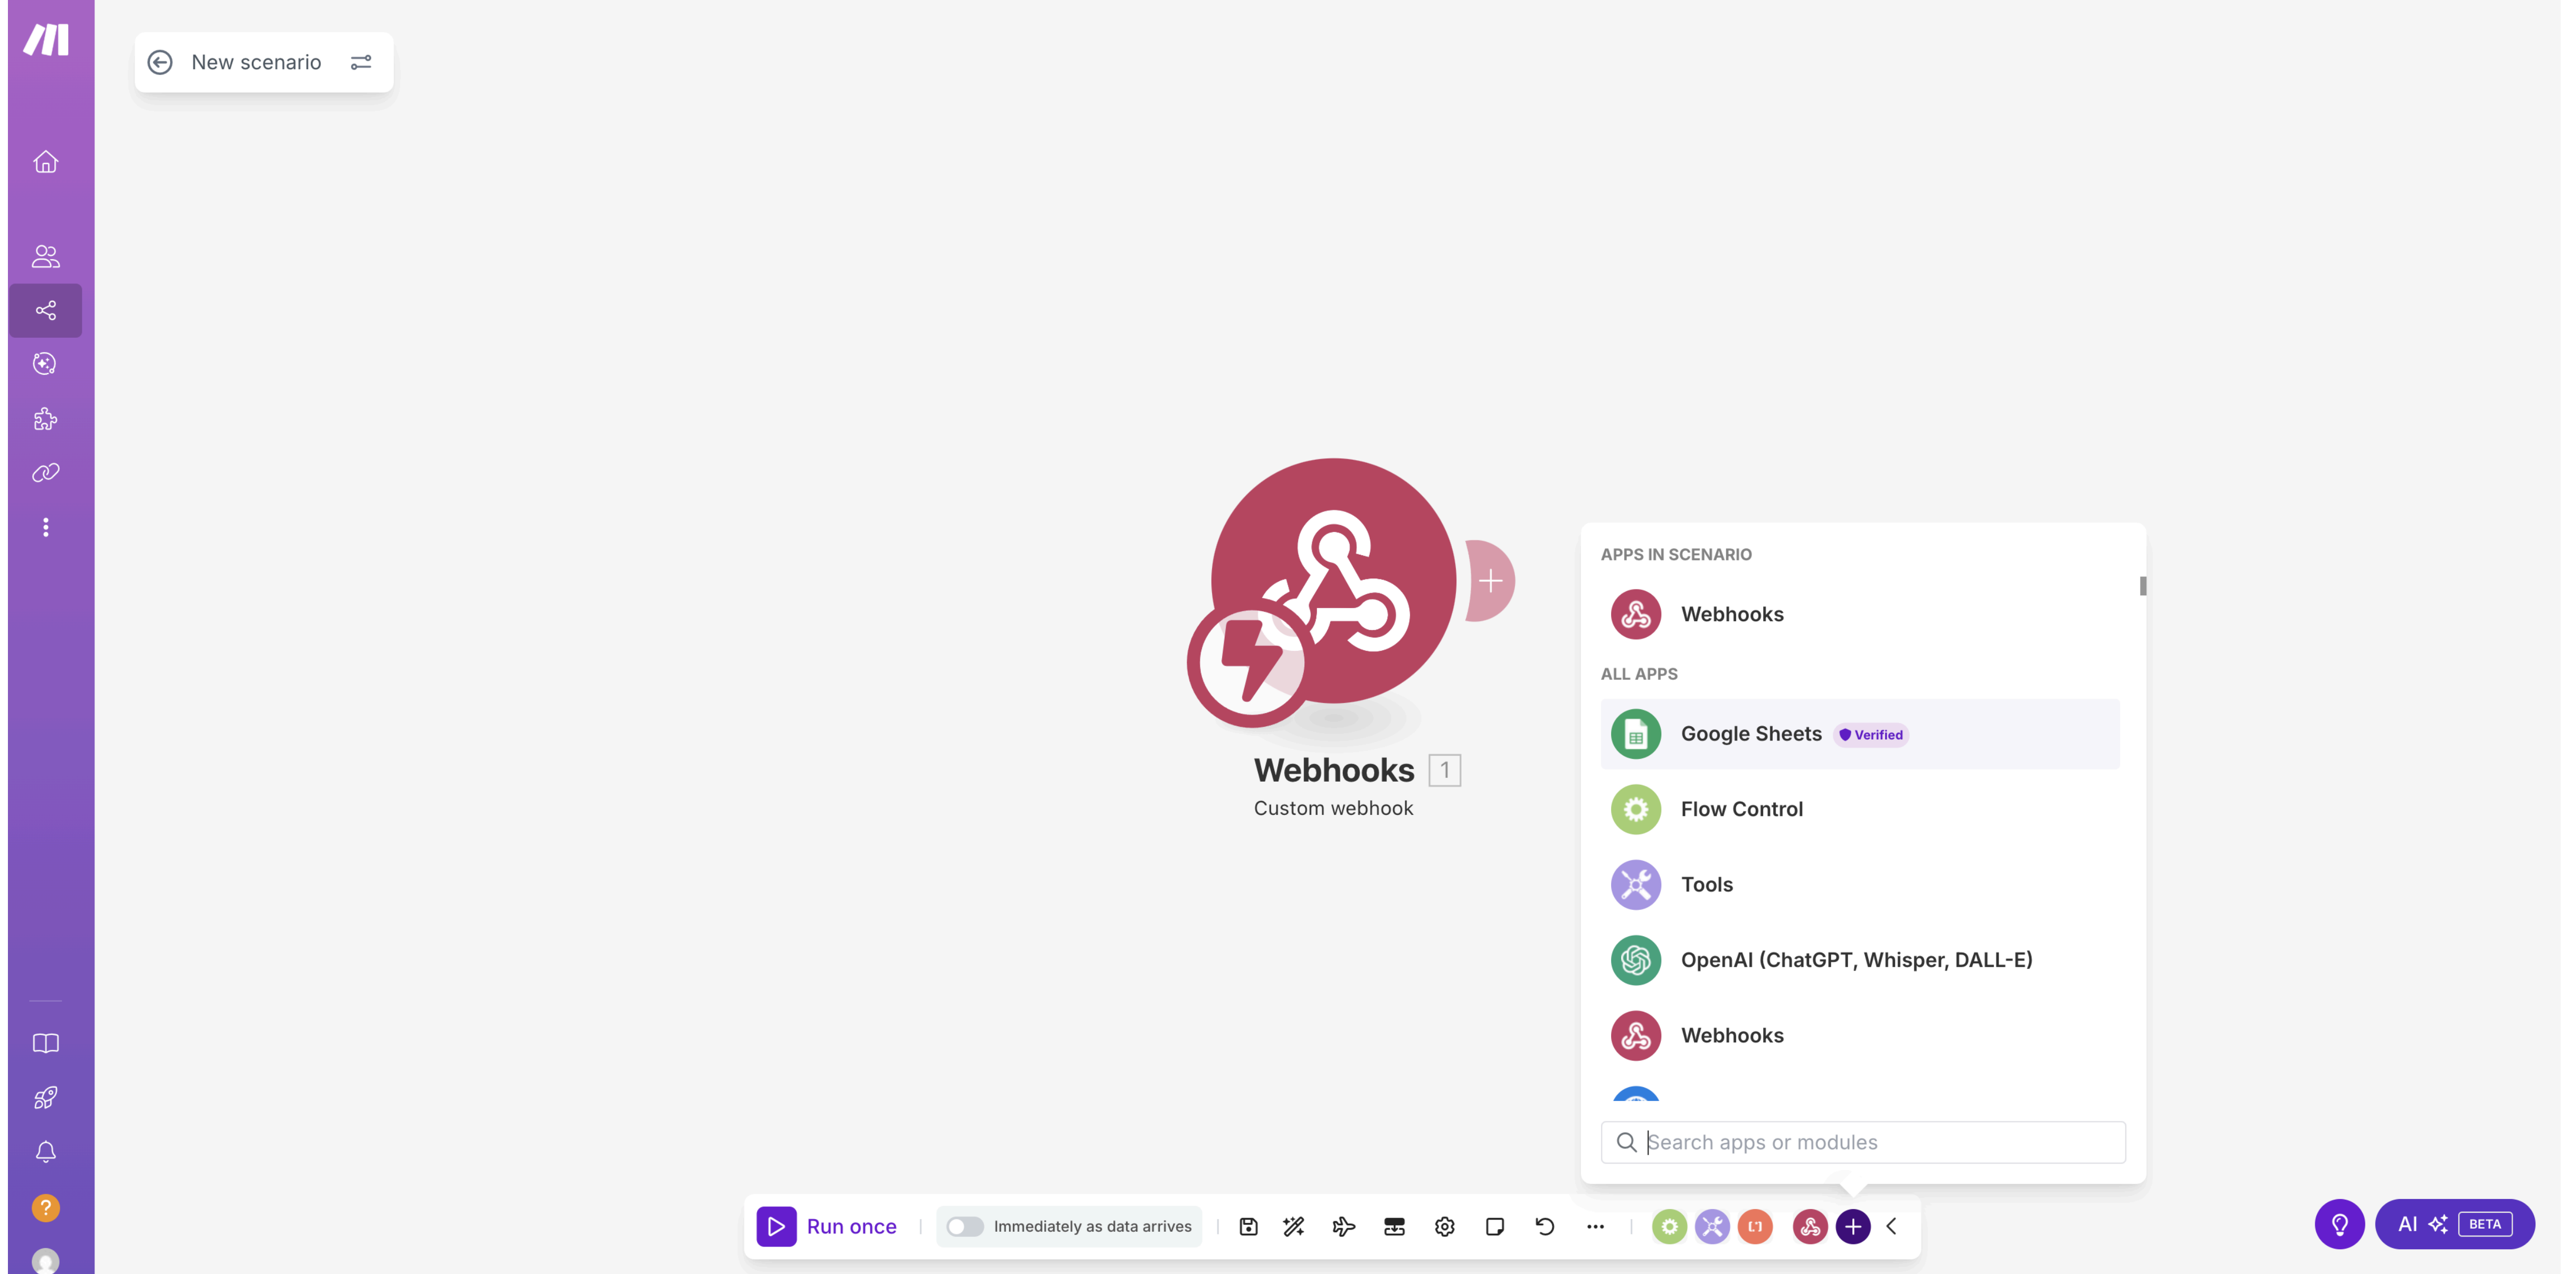 New scenario
Webhooks 1
Custom webhook
APPS IN SCENARIO
Webhooks
ALL APPS
Google Sheets Verified
Flow Control
Tools
OpenAI (ChatGPT, Whisper, DALL-E)
Webhooks
Search apps or modules
Run once
Immediately as data arrives
AI BETA
?